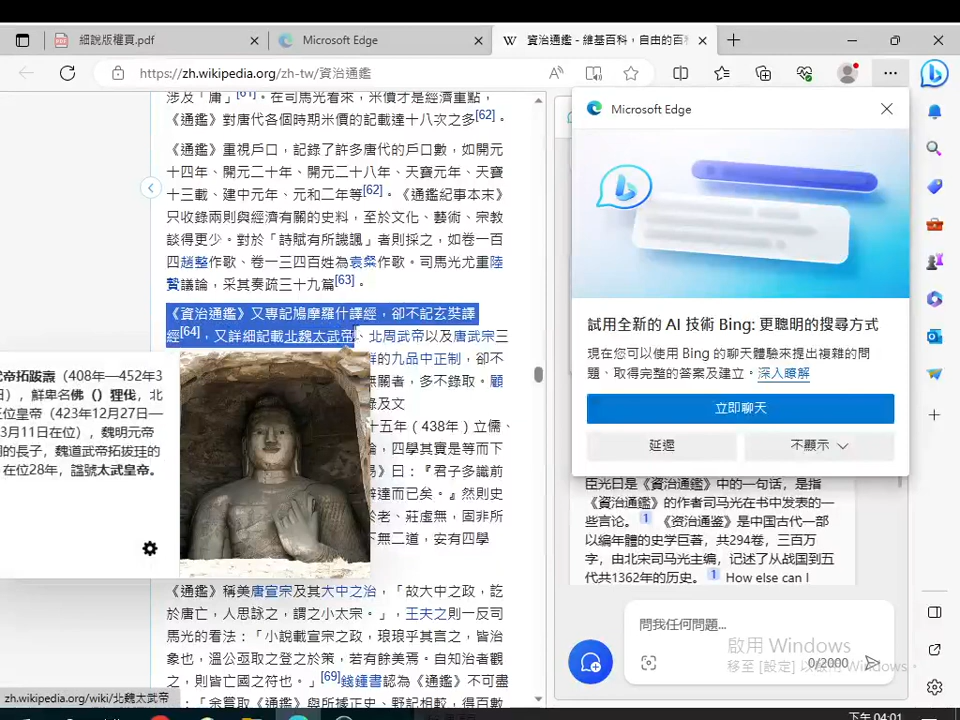 細說版權頁.pdf
Microsoft Edge
W 資治通鑑 - 維基百科，自由的百科
https://zh.wikipedia.org/zh-tw/資治通鑑
涉及「庸」[61]。在司馬光看來，米價才是經濟重點，
《通鑑》對唐代各個時期米價的記載達十八次之多[62]。
《通鑑》重視戶口，記錄了許多唐代的戶口數，如開元
十四年、開元二十年、開元二十八年、天寶元年、天寶
十三載、建中元年、元和二年等[62]。《通鑑紀事本末》
只收錄兩則與經濟有關的史料，至於文化、藝術、宗教
談得更少。對於「詩賦有所譏諷」者則採之，如卷一百
四趙整作歌、卷一三四百姓為袁粲作歌。司馬光尤重陸
贄議論，采其奏疏三十九篇[63]。
《資治通鑑》又專記鳩摩羅什譯經，卻不記玄奘譯
經[64]，又詳細記載北魏太武帝、北周武帝以及唐武宗三
群的九品中正制，卻不
無關者，多不錄取。顧
錄及文
十五年（438年）立儒、
論，四學其實是等而下
易》曰：『君子多識前
辭達而已矣。』然則史
於老、莊虛無，固非所
下無二道，安有四學
武帝拓跋燾（408年—452年3
日），鮮卑名佛（）狸伐，北
王位皇帝（423年12月27日—
3月11日在位），魏明元帝
的長子，魏道武帝拓跋珪的
在位28年，諡號太武皇帝。
《通鑑》稱美唐宣宗及其大中之治，「故大中之政，訖
於唐亡，人思詠之，謂之小太宗。」，王夫之則一反司
馬光的看法：「小說載宣宗之政，琅琅乎其言之，皆治
象也，溫公亟取之登之於策，若有餘美焉。自知治者觀
之，則皆亡國之符也。」[69]錢鍾書認為《通鑑》不可盡
「余嘗取《通鑑》與所據正史、野記相較，得百數
zh.wikipedia.org/wiki/北魏太武帝
Microsoft Edge
試用全新的 AI 技術 Bing: 更聰明的搜尋方式
現在您可以使用 Bing 的聊天體驗來提出複雜的問
題、取得完整的答案及建立。深入瞭解
立即聊天
延遲
不顯示
臣光曰是《資治通鑑》中的一句话，是指
《資治通鑑》的作者司马光在书中发表的一
些言论。1 《资治通鉴》是中国古代一部
以编年體的史学巨著，共294卷，三百万
字，由北宋司马光主编，记述了从战国到五
代共1362年的历史。1 How else can I
問我任何問題...
0/2000
啟用 Windows
移至 [設定] 以啟用 Windows。
下午 04:01